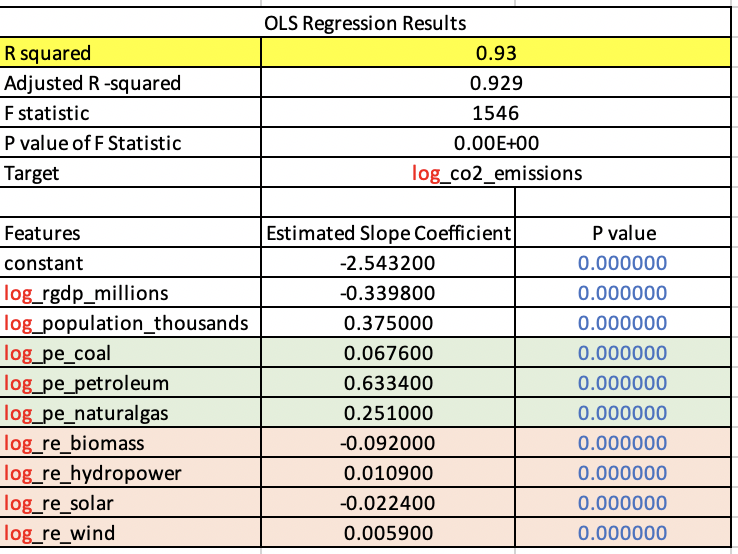 OLS Regression Results
R squared 0.93
Adjusted R -squared 0.929
F statistic 1546
P value of F Statistic 0.00E+00
Target log_co2_emissions
Features Estimated Slope Coefficient P value
constant -2.543200 0.000000
log_rgdp_millions -0.339800 0.000000
log_population_thousands 0.375000 0.000000
log_pe_coal 0.067600 0.000000
log_pe_petroleum 0.633400 0.000000
log_pe_naturalgas 0.251000 0.000000
log_re_biomass -0.092000 0.000000
log_re_hydropower 0.010900 0.000000
log_re_solar -0.022400 0.000000
log_re_wind 0.005900 0.000000